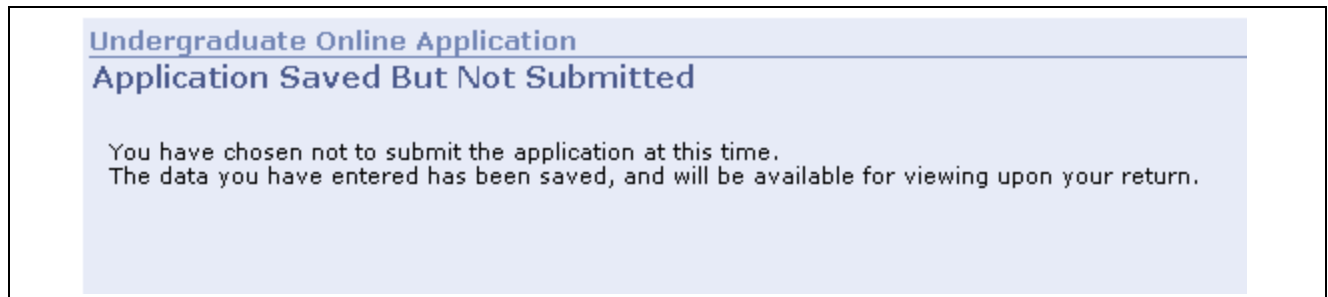 Undergraduate Online Application
Application Saved But Not Submitted
You have chosen not to submit the application at this time.
The data you have entered has been saved, and will be available for viewing upon your return.